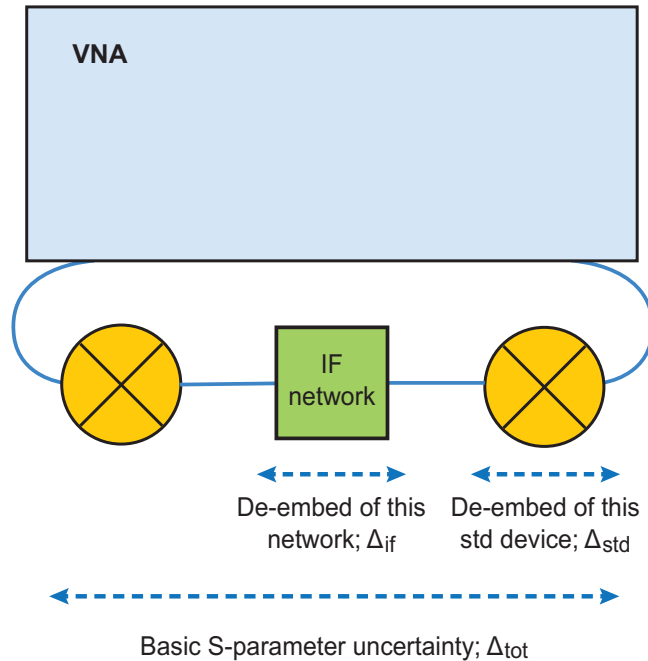 VNA
IF
network
De-embed of this
network; Δif
De-embed of this
std device; Δstd
Basic S-parameter uncertainty; Δtot